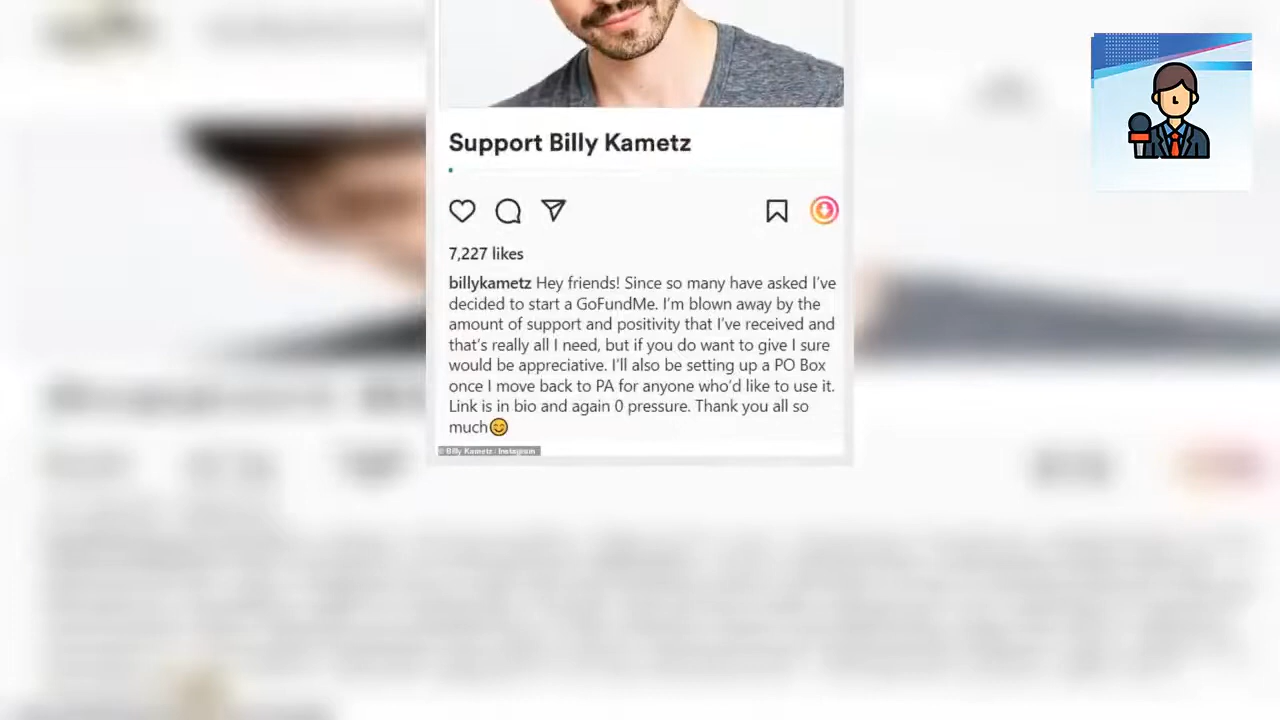 Support Billy Kametz
7,227 likes
billykametz Hey friends! Since so many have asked I've
decided to start a GoFundMe. I'm blown away by the
amount of support and positivity that I've received and
that's really all I need, but if you do want to give I sure
would be appreciative. I'll also be setting up a PO Box
once I move back to PA for anyone who'd like to use it.
Link is in bio and again 0 pressure. Thank you all so
much😊
© Billy Kametz / Instagram